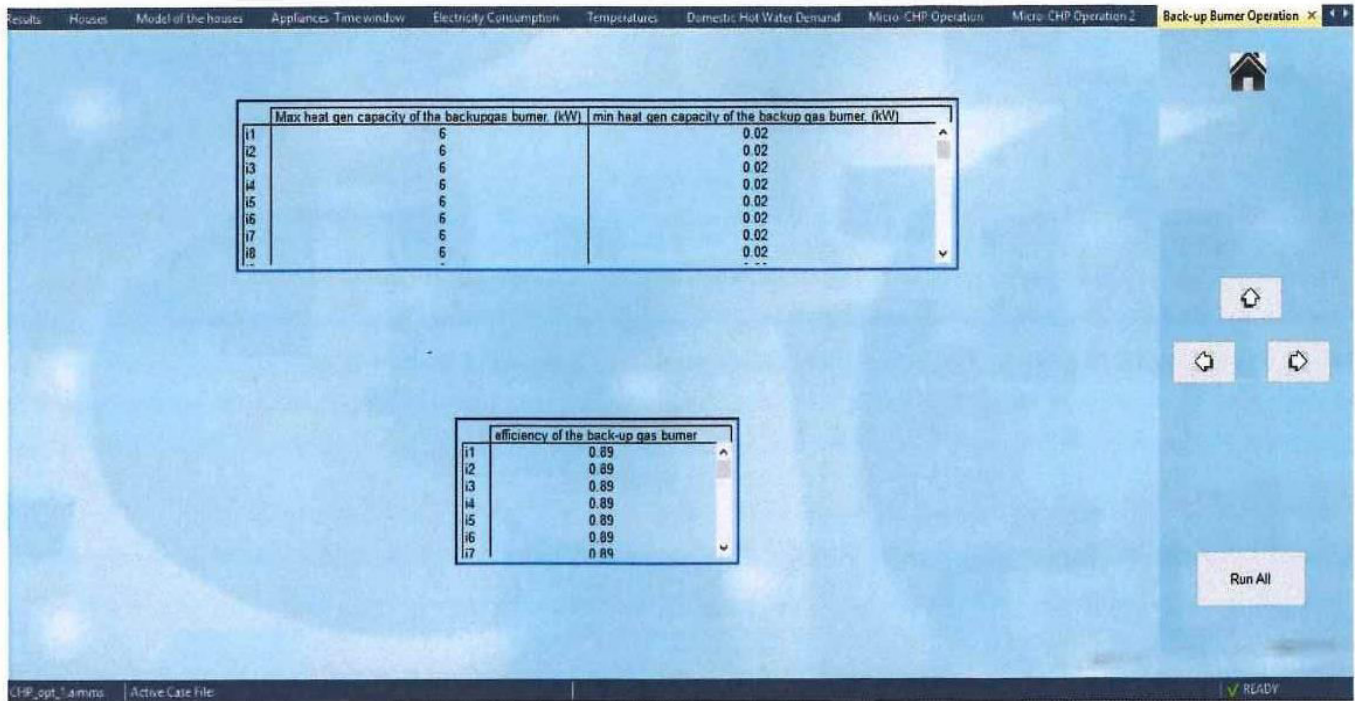 Results Houses Model of the houses Appliances Time window Electricity Consumption Temperatures Domestic Hot Water Demand Micro-CHP Operation Micro-CHP Operation 2 Back-up Burner Operation ×
Max heat gen capacity of the backupgas burner. (kW) min heat gen capacity of the backup gas burner. (kW)
i1 6 0.02
i2 6 0.02
i3 6 0.02
i4 6 0.02
i5 6 0.02
i6 6 0.02
i7 6 0.02
i8 6 0.02
efficiency of the back-up gas burner
i1 0.89
i2 0.89
i3 0.89
i4 0.89
i5 0.89
i6 0.89
i7 0.89
Run All
CHP_opt_1.aimms Active Case File: READY